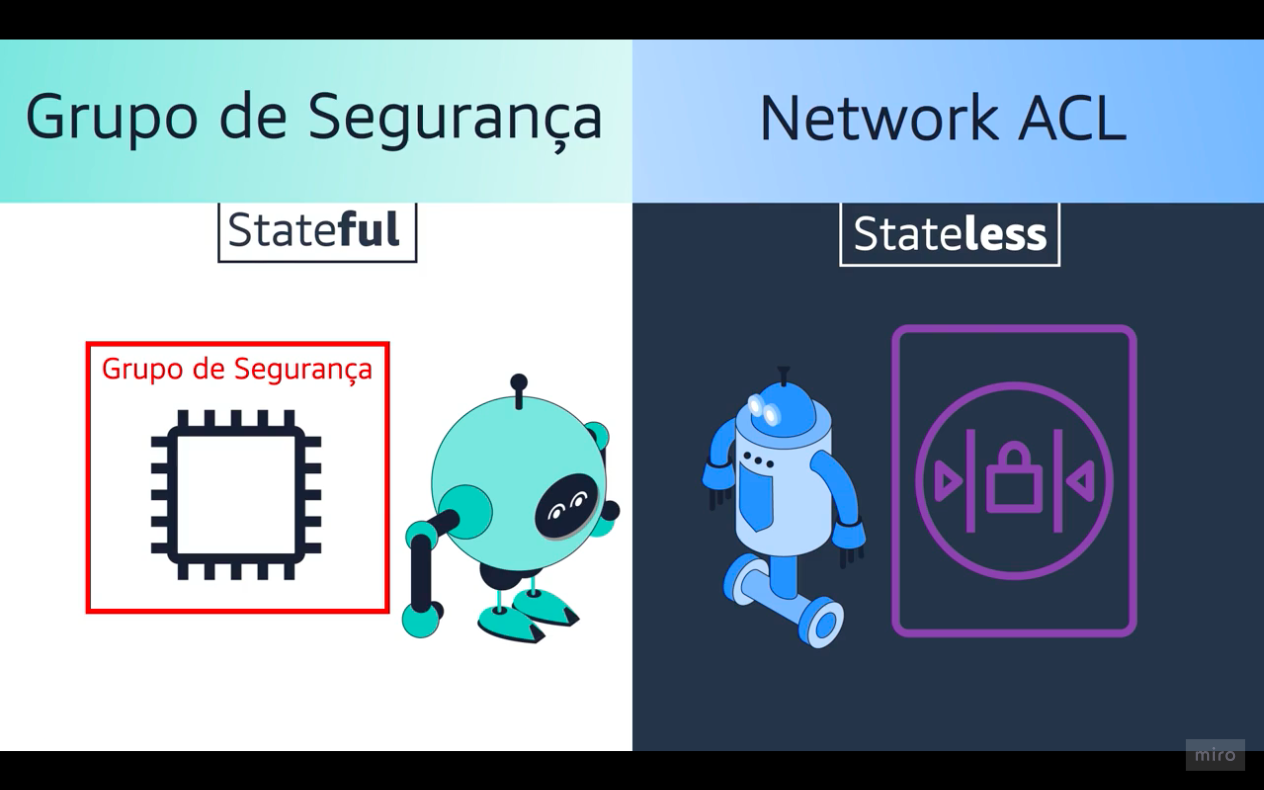 Grupo de Segurança
Network ACL
Stateful
Stateless
Grupo de Segurança
miro